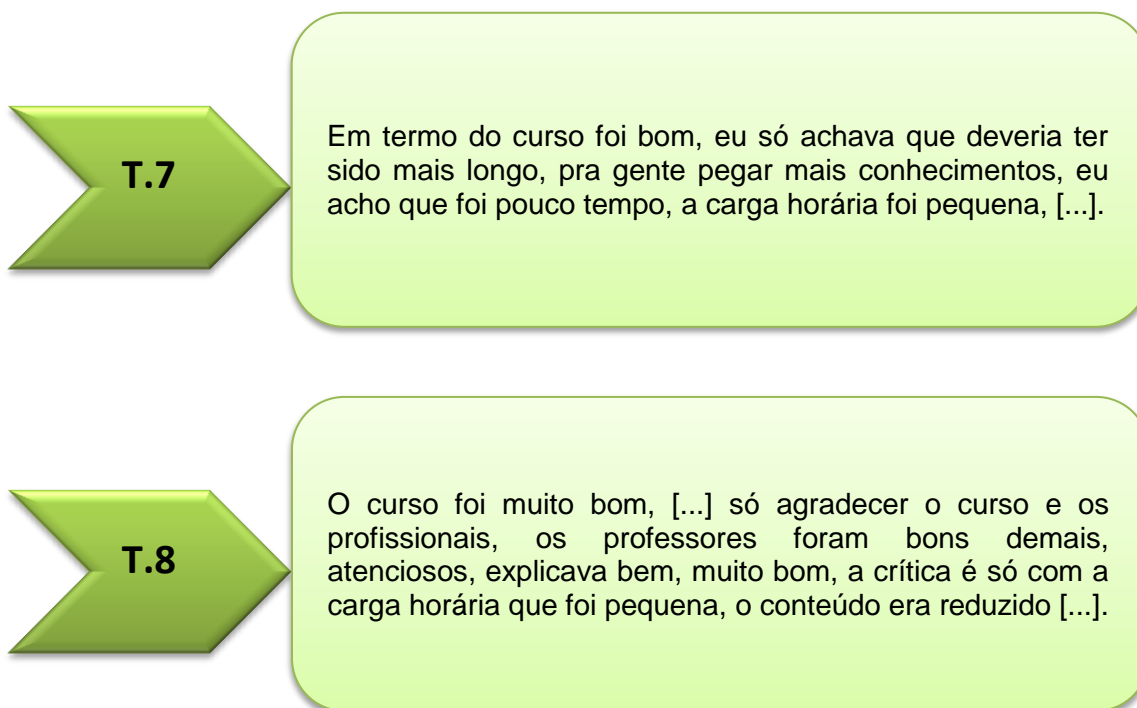 T.7
Em termo do curso foi bom, eu só achava que deveria ter
sido mais longo, pra gente pegar mais conhecimentos, eu
acho que foi pouco tempo, a carga horária foi pequena, [...].
T.8
O curso foi muito bom, [...] só agradecer o curso e os
profissionais, os professores foram bons demais,
atenciosos, explicava bem, muito bom, a crítica é só com a
carga horária que foi pequena, o conteúdo era reduzido [...].